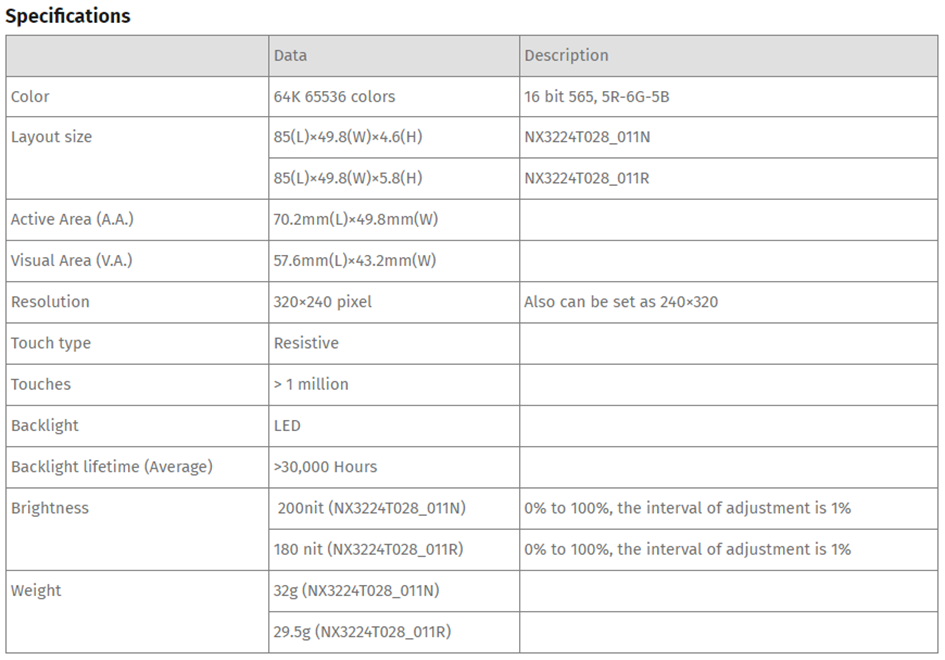 Specifications
Data Description
Color 64K 65536 colors 16 bit 565, 5R-6G-5B
Layout size 85(L)×49.8(W)×4.6(H) NX3224T028_011N
85(L)×49.8(W)×5.8(H) NX3224T028_011R
Active Area (A.A.) 70.2mm(L)×49.8mm(W)
Visual Area (V.A.) 57.6mm(L)×43.2mm(W)
Resolution 320×240 pixel Also can be set as 240×320
Touch type Resistive
Touches > 1 million
Backlight LED
Backlight lifetime (Average) >30,000 Hours
Brightness 200nit (NX3224T028_011N) 0% to 100%, the interval of adjustment is 1%
180 nit (NX3224T028_011R) 0% to 100%, the interval of adjustment is 1%
Weight 32g (NX3224T028_011N)
29.5g (NX3224T028_011R)